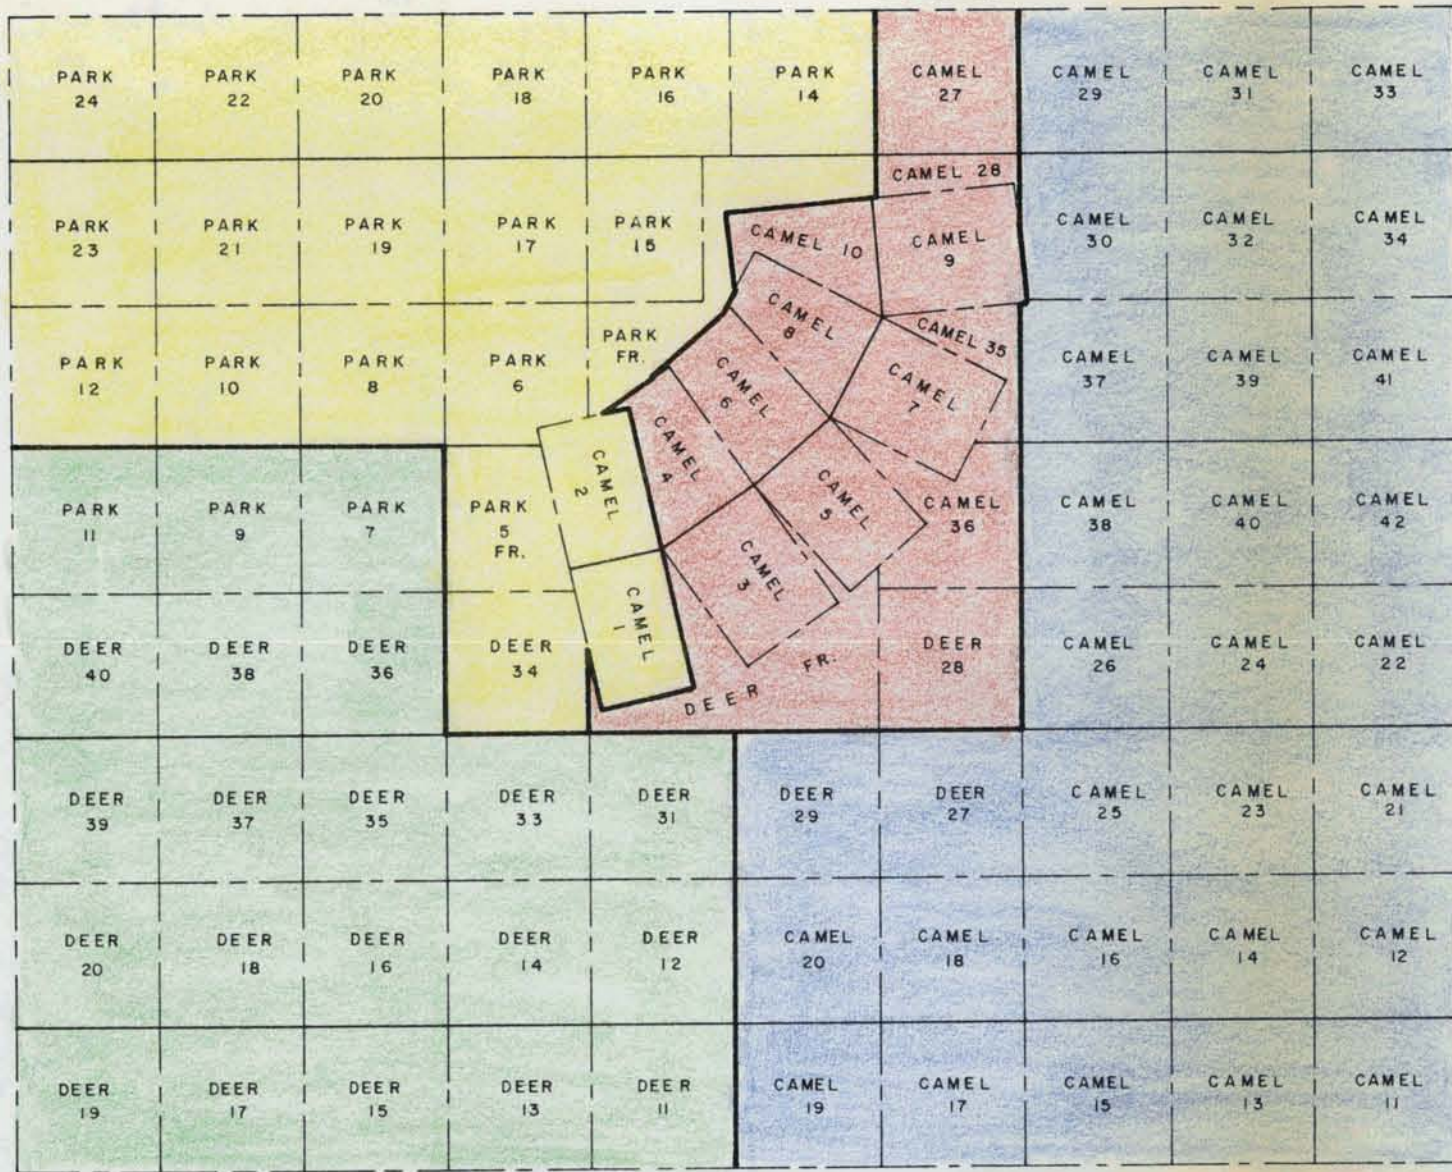 PARK
24
PARK
22
PARK
20
PARK
18
PARK
16
PARK
14
CAMEL
27
CAMEL
29
CAMEL
31
CAMEL
33
PARK
23
PARK
21
PARK
19
PARK
17
PARK
15
CAMEL 28
CAMEL 10
CAMEL
9
CAMEL
30
CAMEL
32
CAMEL
34
PARK
12
PARK
10
PARK
8
PARK
6
PARK
FR.
CAMEL
8
CAMEL 35
CAMEL
6
CAMEL
7
CAMEL
37
CAMEL
39
CAMEL
41
PARK
11
PARK
9
PARK
7
PARK
5
FR.
CAMEL
2
CAMEL
4
CAMEL
5
CAMEL
36
CAMEL
38
CAMEL
40
CAMEL
42
DEER
40
DEER
38
DEER
36
DEER
34
CAMEL
1
CAMEL
3
DEER FR.
DEER
28
CAMEL
26
CAMEL
24
CAMEL
22
DEER
39
DEER
37
DEER
35
DEER
33
DEER
31
DEER
29
DEER
27
CAMEL
25
CAMEL
23
CAMEL
21
DEER
20
DEER
18
DEER
16
DEER
14
DEER
12
CAMEL
20
CAMEL
18
CAMEL
16
CAMEL
14
CAMEL
12
DEER
19
DEER
17
DEER
15
DEER
13
DEER
11
CAMEL
19
CAMEL
17
CAMEL
15
CAMEL
13
CAMEL
11